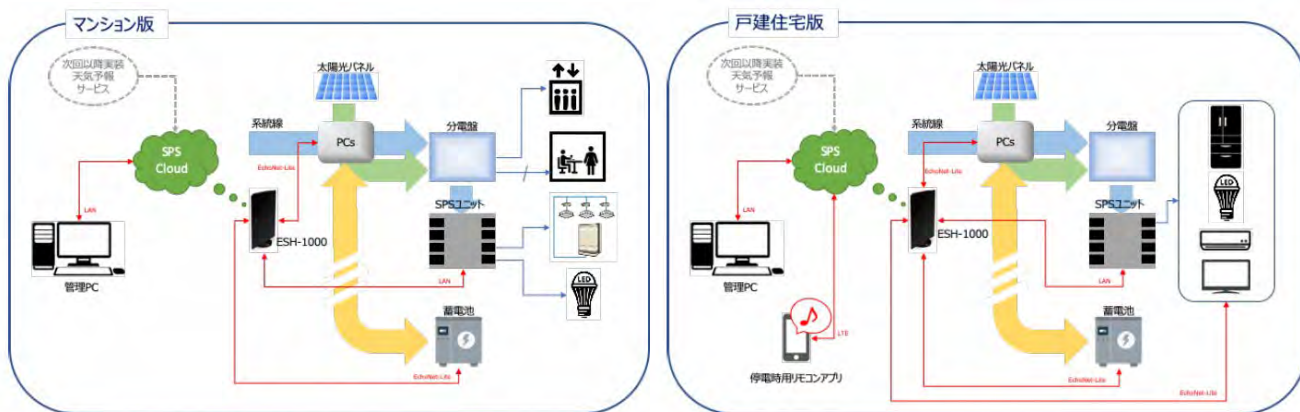 マンション版
次回以降実装
天気予報
サービス
太陽光パネル
系統線
PCs
分電盤
SPS
Cloud
EchoNet-Lite
LAN
SPSユニット
ESH-1000
管理PC
LAN
蓄電池
EchoNet-Lite
LED
戸建住宅版
次回以降実装
天気予報
サービス
太陽光パネル
系統線
PCs
分電盤
SPS
Cloud
EchoNet-Lite
LAN
SPSユニット
ESH-1000
管理PC
LAN
LTE
蓄電池
停電時用リモコンアプリ
EchoNet-Lite
EchoNet-Lite
LED